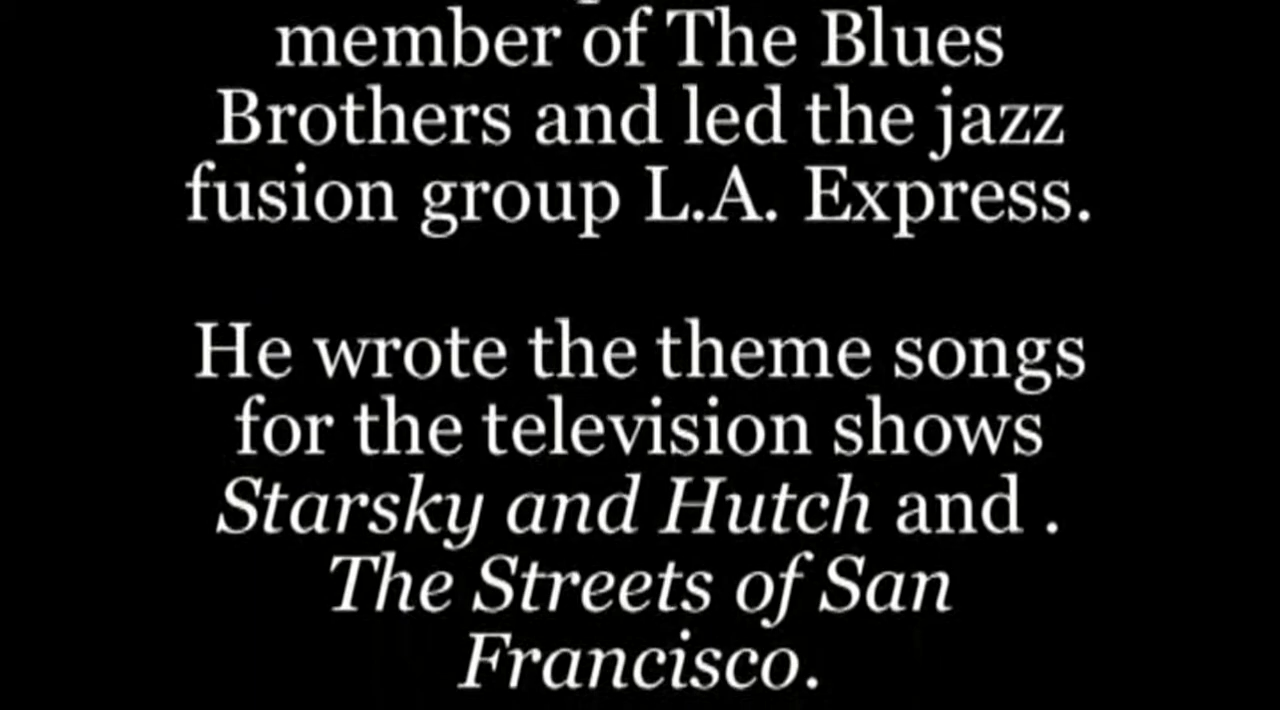 member of The Blues
Brothers and led the jazz
fusion group L.A. Express.
He wrote the theme songs
for the television shows
Starsky and Hutch and .
The Streets of San
Francisco.